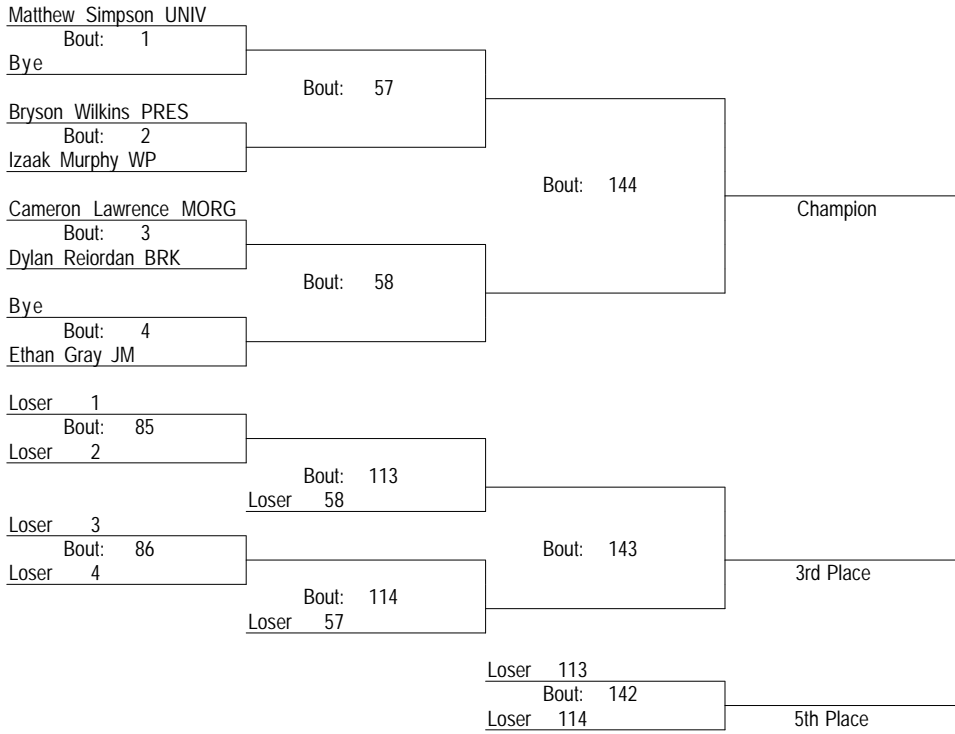 Matthew Simpson UNIV
Bout: 1
Bye
Bout: 57
Bryson Wilkins PRES
Bout: 2
Izaak Murphy WP
Bout: 144
Cameron Lawrence MORG
Champion
Bout: 3
Dylan Reiordan BRK
Bout: 58
Bye
Bout: 4
Ethan Gray JM
Loser 1
Bout: 85
Loser 2
Bout: 113
Loser 58
Loser 3
Bout: 86
Bout: 143
Loser 4
3rd Place
Bout: 114
Loser 57
Loser 113
Bout: 142
Loser 114
5th Place